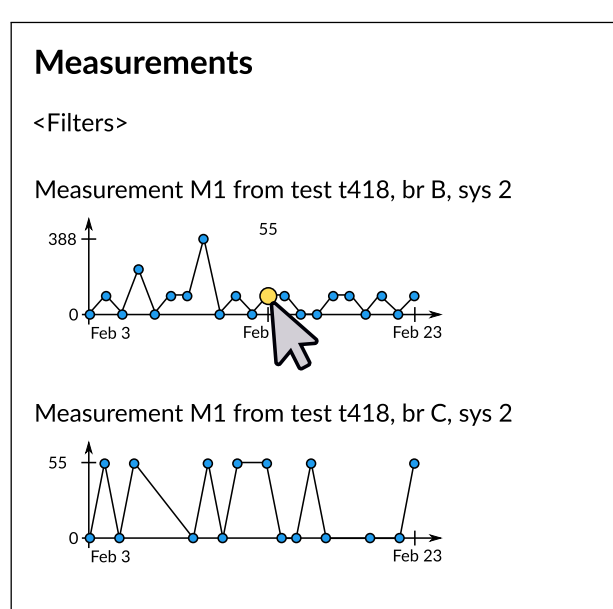 Measurements
<Filters>
Measurement M1 from test t418, br B, sys 2
55
388
0
Feb 3
Feb
Feb 23
Measurement M1 from test t418, br C, sys 2
55
0
Feb 3
Feb 23